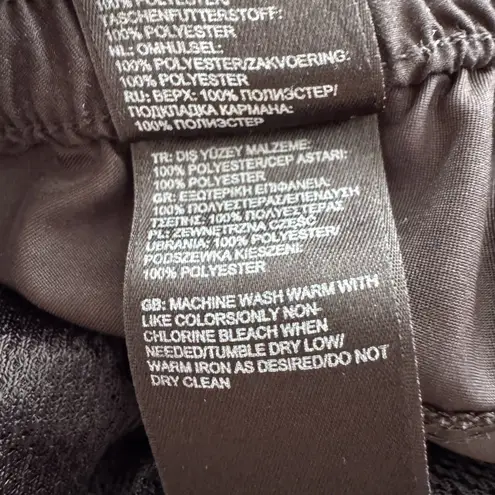 100% POLYESTER
TASCHENFUTTERSTOFF:
100% POLYESTER
NL: OMHULSEL:
100% POLYESTER/ZAKVOERING:
100% POLYESTER
RU: ВЕРХ: 100% ПОЛИЭСТЕР/
ПОДКЛАДКА КАРМАНА:
100% ПОЛИЭСТЕР
TR: DIŞ YÜZEY MALZEME:
100% POLYESTER/CEP ASTARI:
100% POLYESTER
GR: ΕΞΩΤΕΡΙΚΗ ΕΠΙΦΑΝΕΙΑ:
100% ΠΟΛΥΕΣΤΕΡΑΣ/ΕΠΕΝΔΥΣΗ
ΤΣΕΠΗΣ: 100% ΠΟΛΥΕΣΤΕΡΑΣ
PL: ZEWNĘTRZNA CZĘŚĆ
UBRANIA: 100% POLYESTER/
PODSZEWKA KIESZENI:
100% POLYESTER
GB: MACHINE WASH WARM WITH
LIKE COLORS/ONLY NON-
CHLORINE BLEACH WHEN
NEEDED/TUMBLE DRY LOW/
WARM IRON AS DESIRED/DO NOT
DRY CLEAN